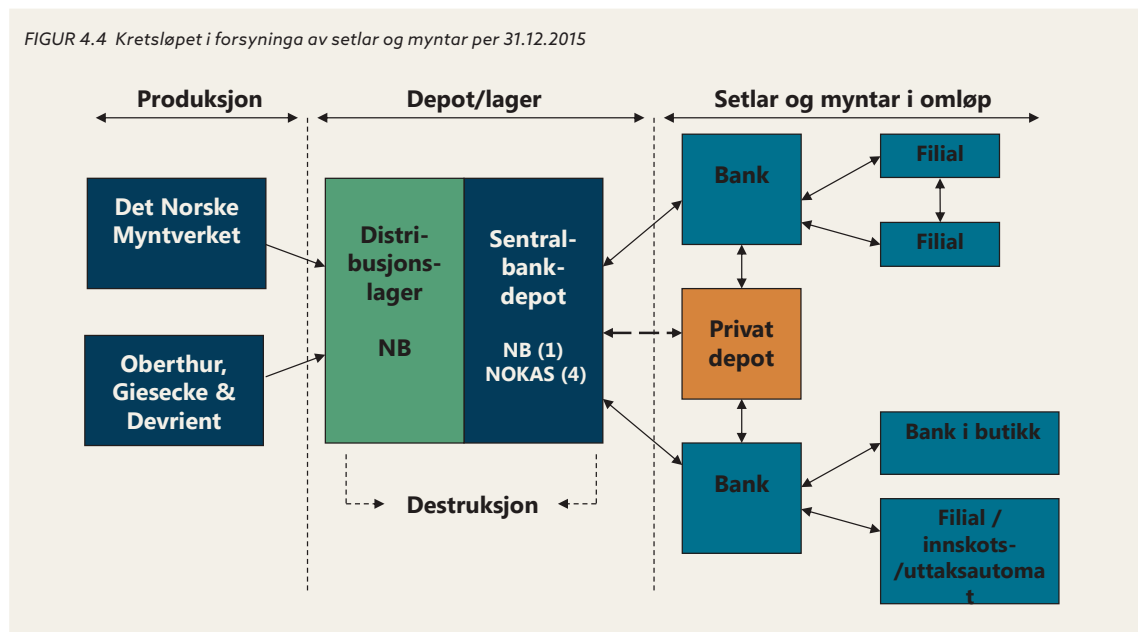 FIGUR 4.4 Kretsløpet i forsyninga av setlar og myntar per 31.12.2015
Produksjon
Depot/lager
Setlar og myntar i omløp
Det Norske
Myntverket
Oberthur,
Giesecke &
Devrient
Distri-
busjons-
lager
NB
Sentral-
bank-
depot
NB (1)
NOKAS (4)
Destruksjon
Bank
Filial
Filial
Privat
depot
Bank
Bank i butikk
Filial /
innskots-
/uttaksautoma
t